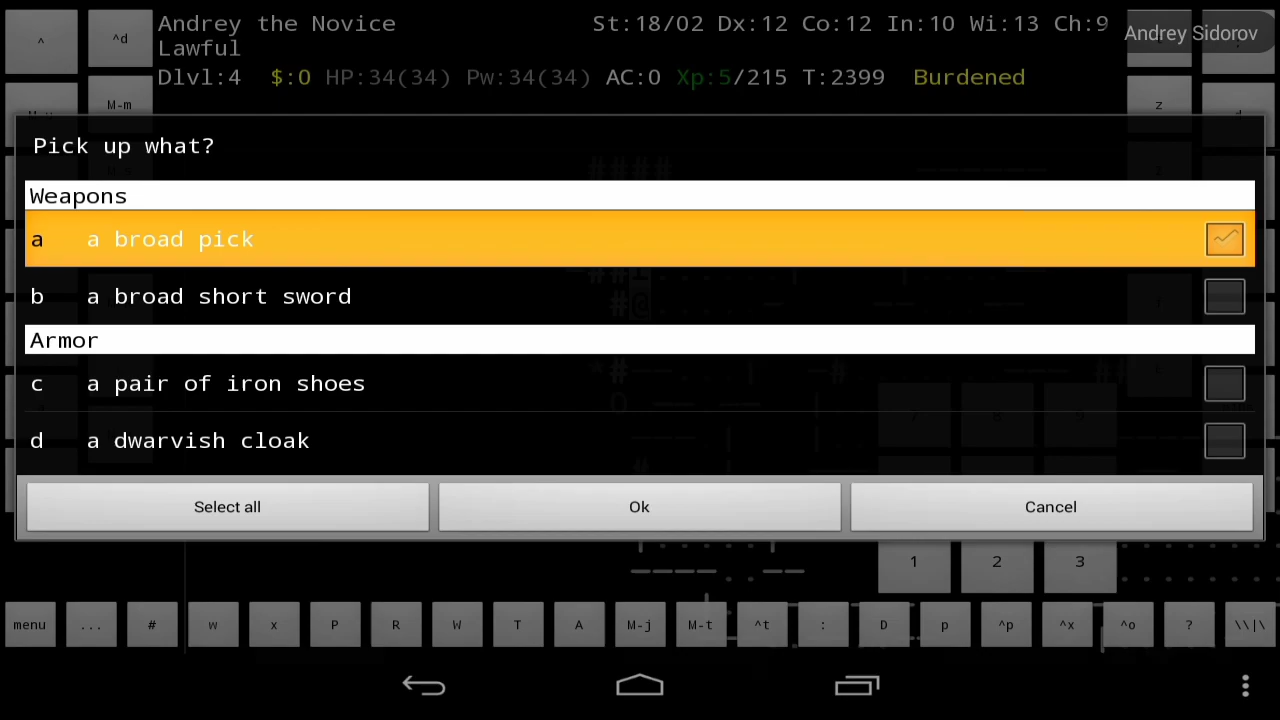 Andrey the Novice St:18/02 Dx:12 Co:12 In:10 Wi:13 Ch:9
Andrey Sidorov
Lawful
Dlvl:4 $:0 HP:34(34) Pw:34(34) AC:0 Xp:5/215 T:2399 Burdened
^ ^d
M-m z
Pick up what?
Weapons
a a broad pick
b a broad short sword
Armor
c a pair of iron shoes
d a dwarvish cloak
Select all Ok Cancel
1 2 3
menu ... # w x P R W T A M-j M-t ^t : D p ^p ^x ^o ? \\|\